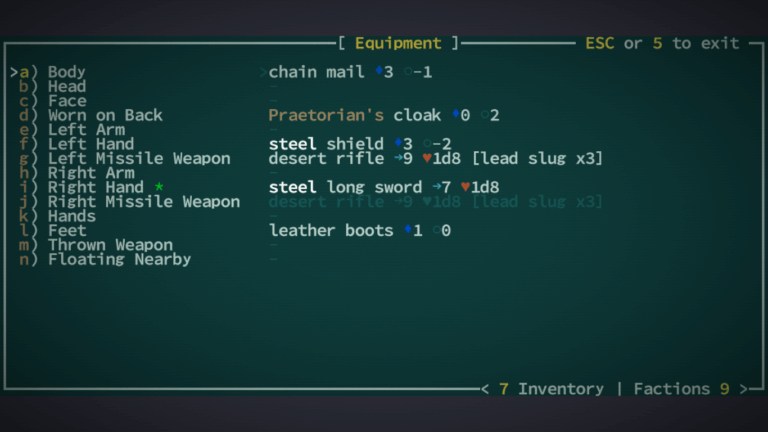 [ Equipment ] ESC or 5 to exit
>a) Body >chain mail ♦3 ○-1
b) Head -
c) Face -
d) Worn on Back Praetorian's cloak ♦0 ○2
e) Left Arm -
f) Left Hand steel shield ♦3 ○-2
g) Left Missile Weapon desert rifle →9 ♥1d8 [lead slug x3]
h) Right Arm -
i) Right Hand * steel long sword →7 ♥1d8
j) Right Missile Weapon desert rifle →9 ♥1d8 [lead slug x3]
k) Hands -
l) Feet leather boots ♦1 ○0
m) Thrown Weapon -
n) Floating Nearby -
< 7 Inventory | Factions 9 >